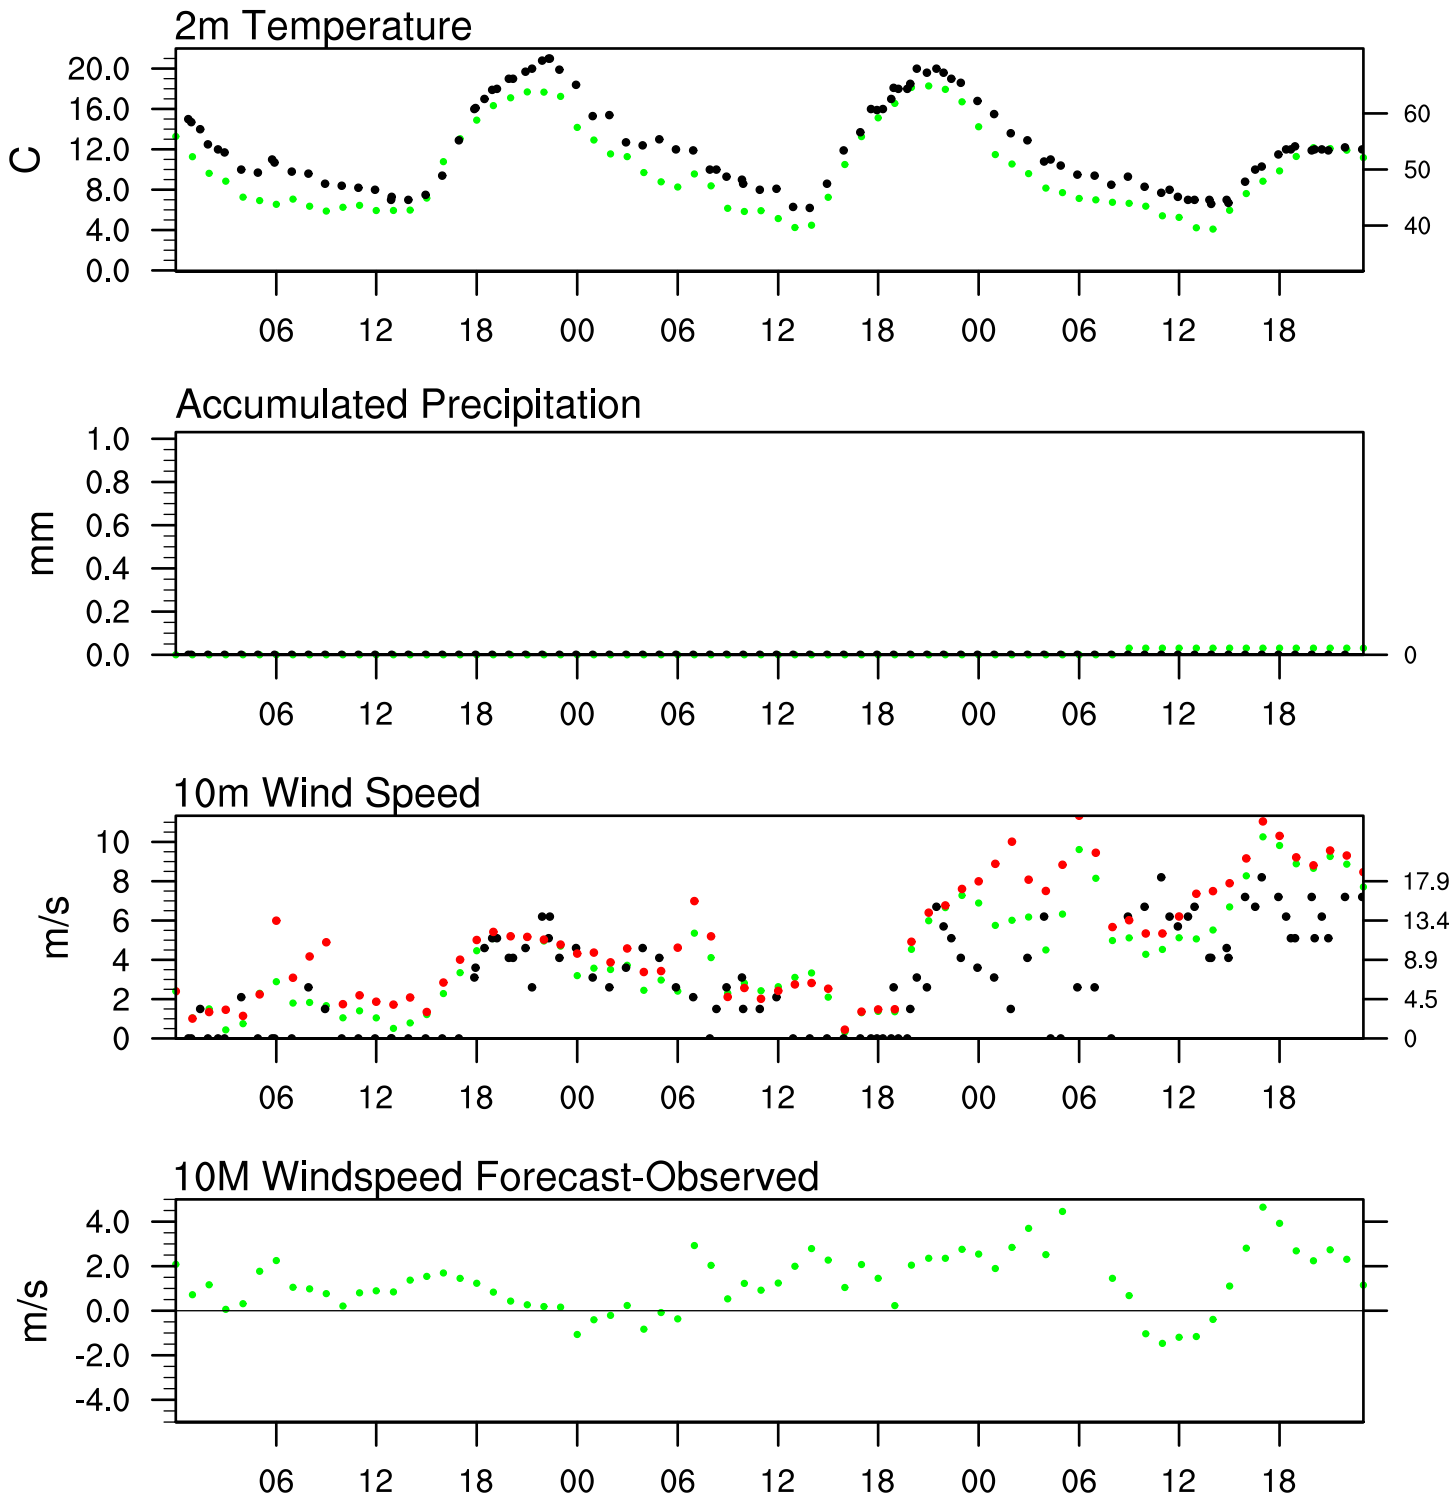 2m Temperature
20.0
16.0
60
12.0
C
50
8.0
4.0
40
0.0
06 12 18 00 06 12 18 00 06 12 18
Accumulated Precipitation
1.0
0.8
0.6
mm
0.4
0.2
0.0 0
06 12 18 00 06 12 18 00 06 12 18
10m Wind Speed
10
8 17.9
6 13.4
m/s
4 8.9
2 4.5
0 0
06 12 18 00 06 12 18 00 06 12 18
10M Windspeed Forecast-Observed
4.0
2.0
0.0
m/s
-2.0
-4.0
06 12 18 00 06 12 18 00 06 12 18